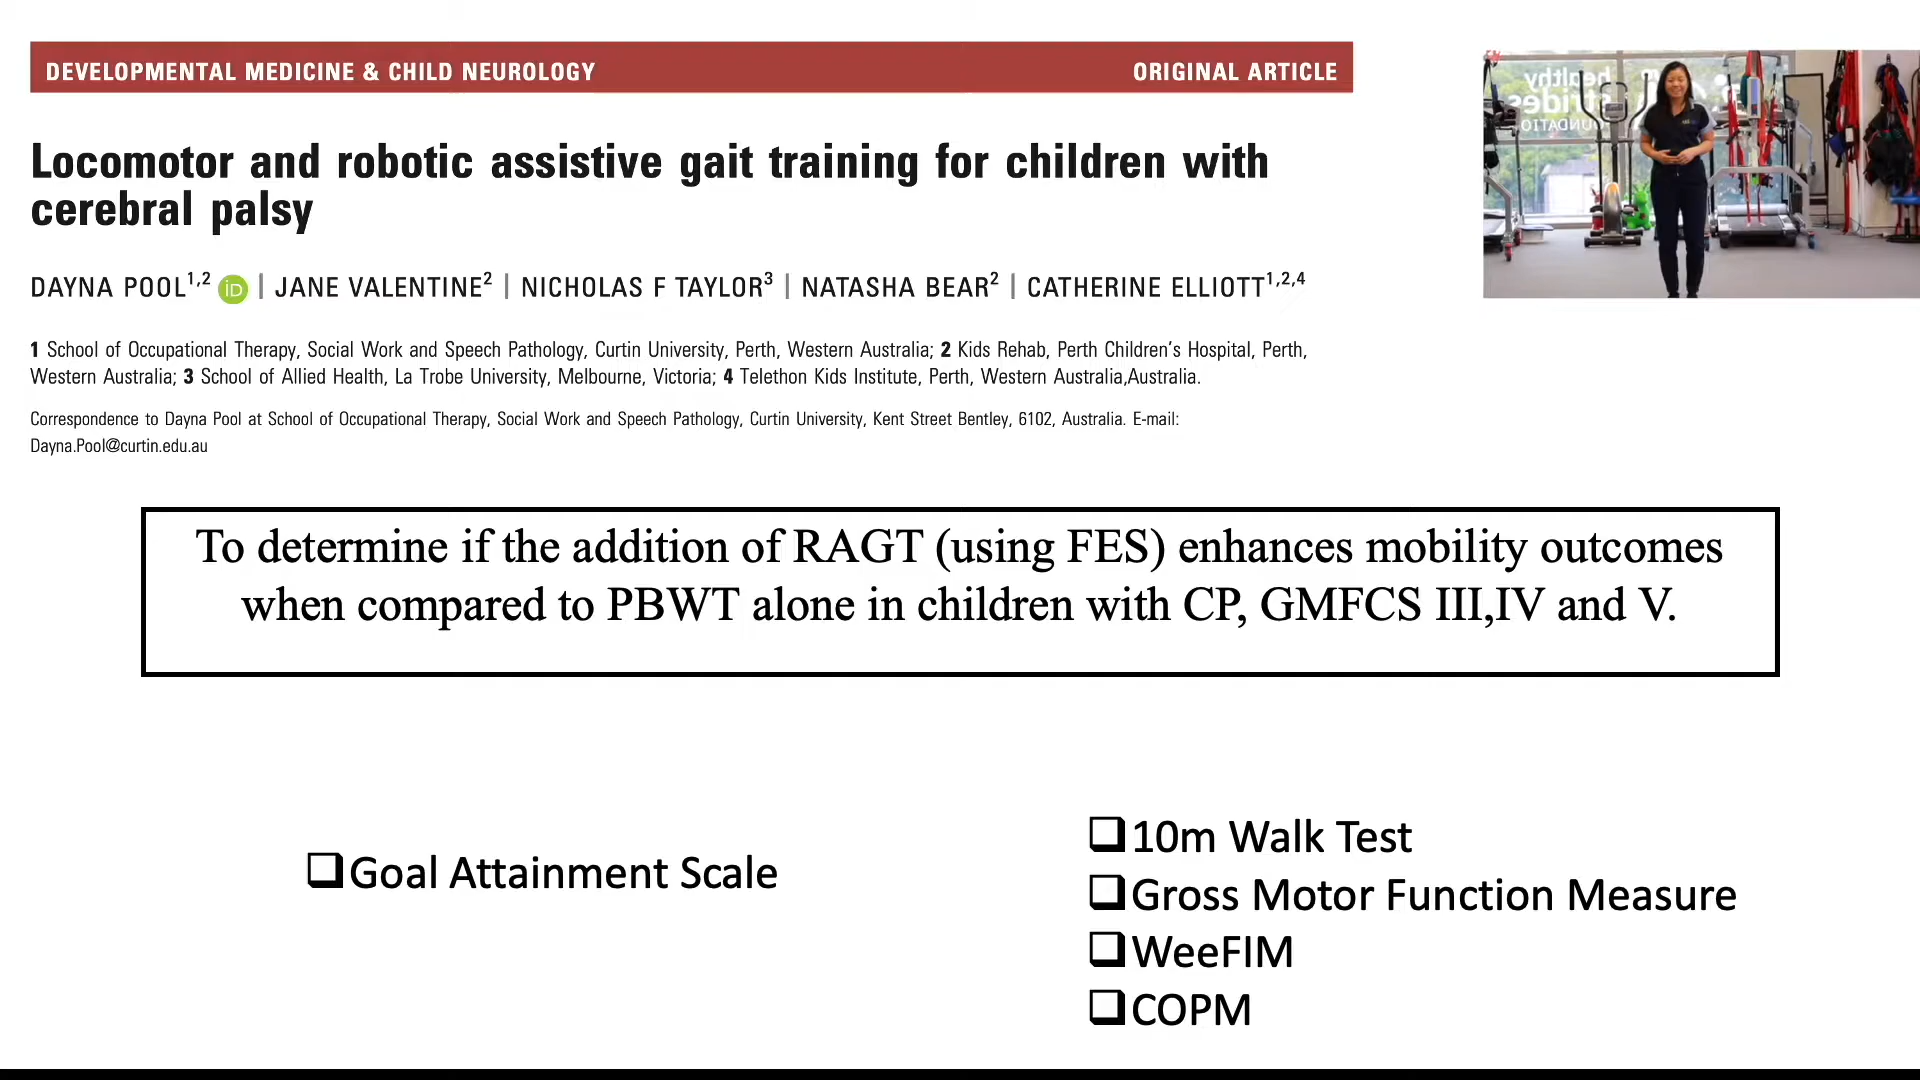 DEVELOPMENTAL MEDICINE & CHILD NEUROLOGY ORIGINAL ARTICLE
Locomotor and robotic assistive gait training for children with
cerebral palsy
DAYNA POOL1,2 iD | JANE VALENTINE2 | NICHOLAS F TAYLOR3 | NATASHA BEAR2 | CATHERINE ELLIOTT1,2,4
1 School of Occupational Therapy, Social Work and Speech Pathology, Curtin University, Perth, Western Australia; 2 Kids Rehab, Perth Children's Hospital, Perth,
Western Australia; 3 School of Allied Health, La Trobe University, Melbourne, Victoria; 4 Telethon Kids Institute, Perth, Western Australia,Australia.
Correspondence to Dayna Pool at School of Occupational Therapy, Social Work and Speech Pathology, Curtin University, Kent Street Bentley, 6102, Australia. E-mail:
Dayna.Pool@curtin.edu.au
healthy
strides
To determine if the addition of RAGT (using FES) enhances mobility outcomes
when compared to PBWT alone in children with CP, GMFCS III,IV and V.
❑Goal Attainment Scale
❑10m Walk Test
❑Gross Motor Function Measure
❑WeeFIM
❑COPM